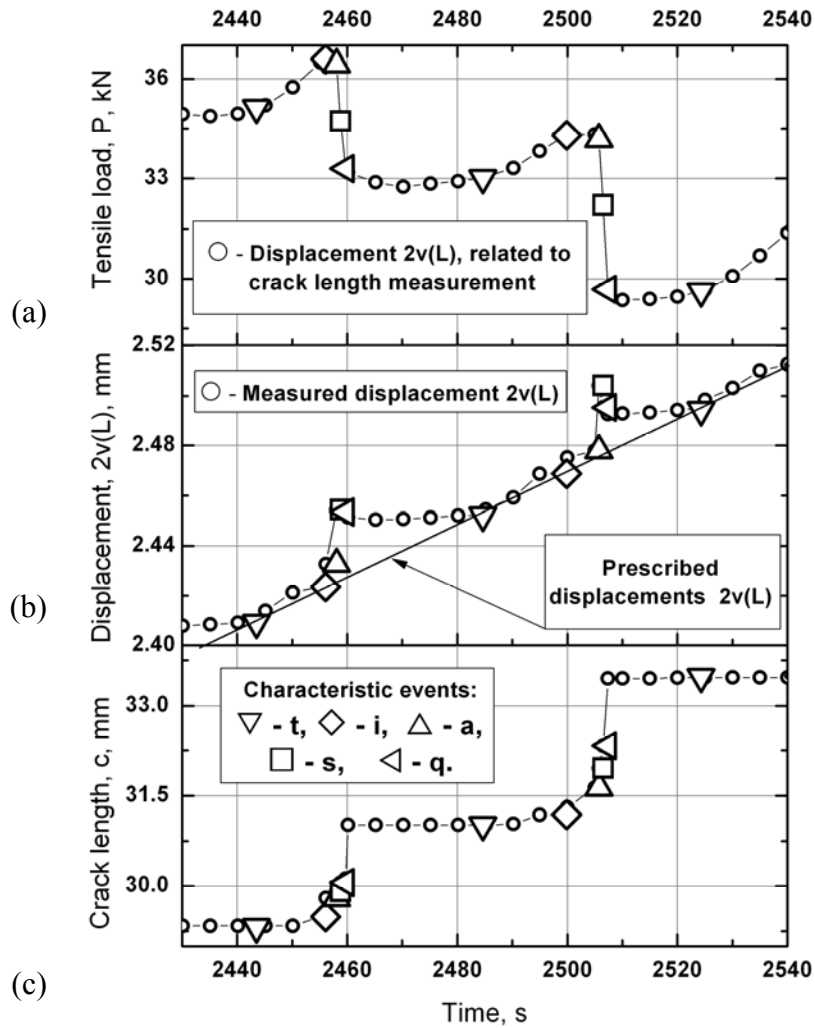 2440 2460 2480 2500 2520 2540
(a)
Tensile load, P, kN
36
33
30
- Displacement 2v(L), related to
crack length measurement
(b)
Displacement, 2v(L), mm
2.52
2.48
2.44
2.40
- Measured displacement 2v(L)
Prescribed
displacements 2v(L)
(c)
Crack length, c, mm
33.0
31.5
30.0
Characteristic events:
- t, - i, - a,
- s, - q.
2440 2460 2480 2500 2520 2540
Time, s